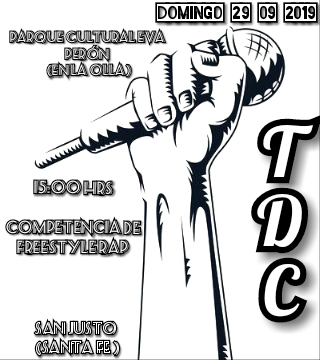 DOMINGO 29 09 2019
PARQUE CULTURAL EVA
PERÓN
(EN LA OLLA)
15:00 HRS
COMPETENCIA DE
FREESTYLE RAP
TDC
SAN JUSTO
(SANTA FE )